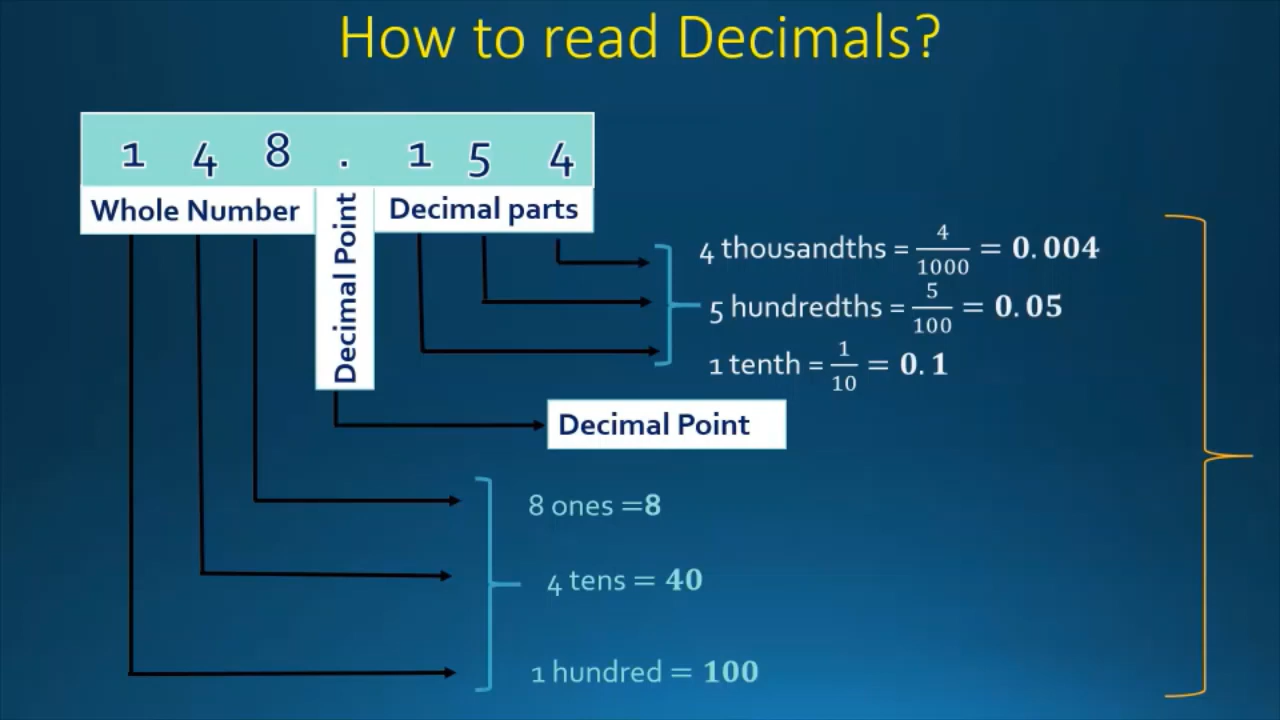 How to read Decimals?
1 4 8 . 1 5 4
Whole Number
Decimal Point
Decimal parts
4 thousandths = 4/1000 = 0.004
5 hundredths = 5/100 = 0.05
1 tenth = 1/10 = 0.1
Decimal Point
8 ones =8
4 tens = 40
1 hundred = 100